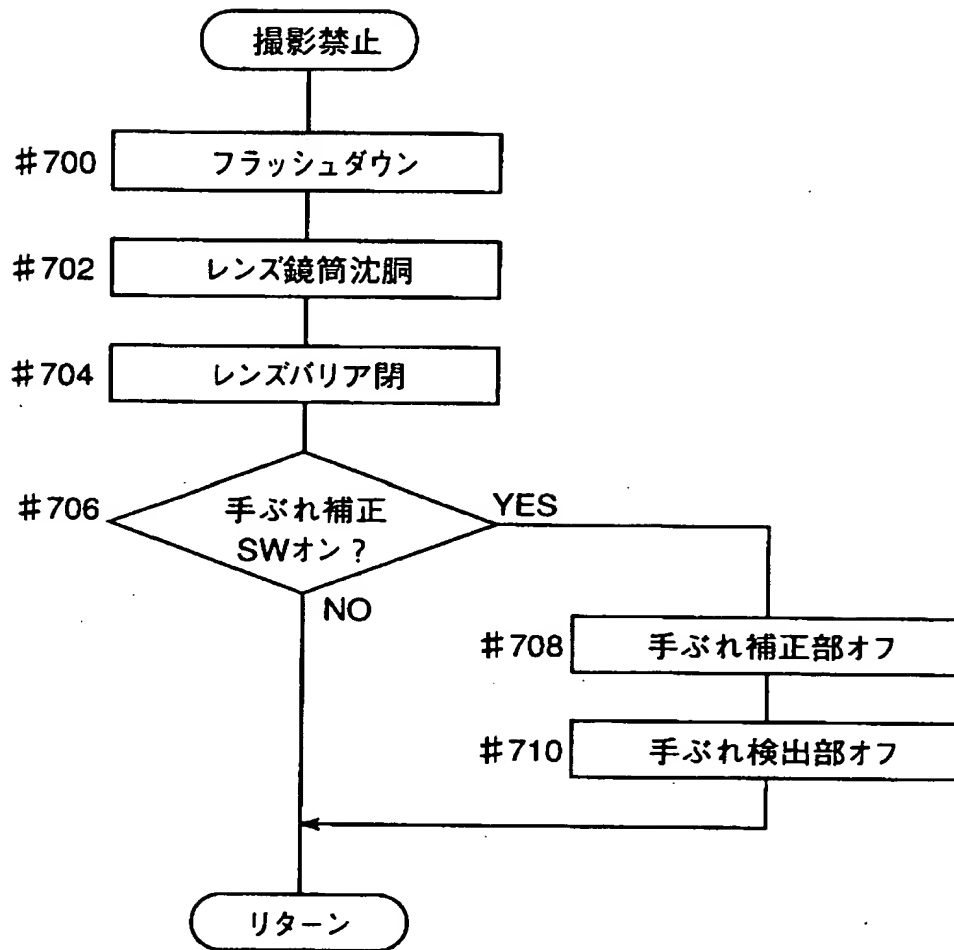 撮影禁止
#700 フラッシュダウン
#702 レンズ鏡筒沈胴
#704 レンズバリア閉
#706 手ぶれ補正
SWオン?
YES
NO
#708 手ぶれ補正部オフ
#710 手ぶれ検出部オフ
リターン